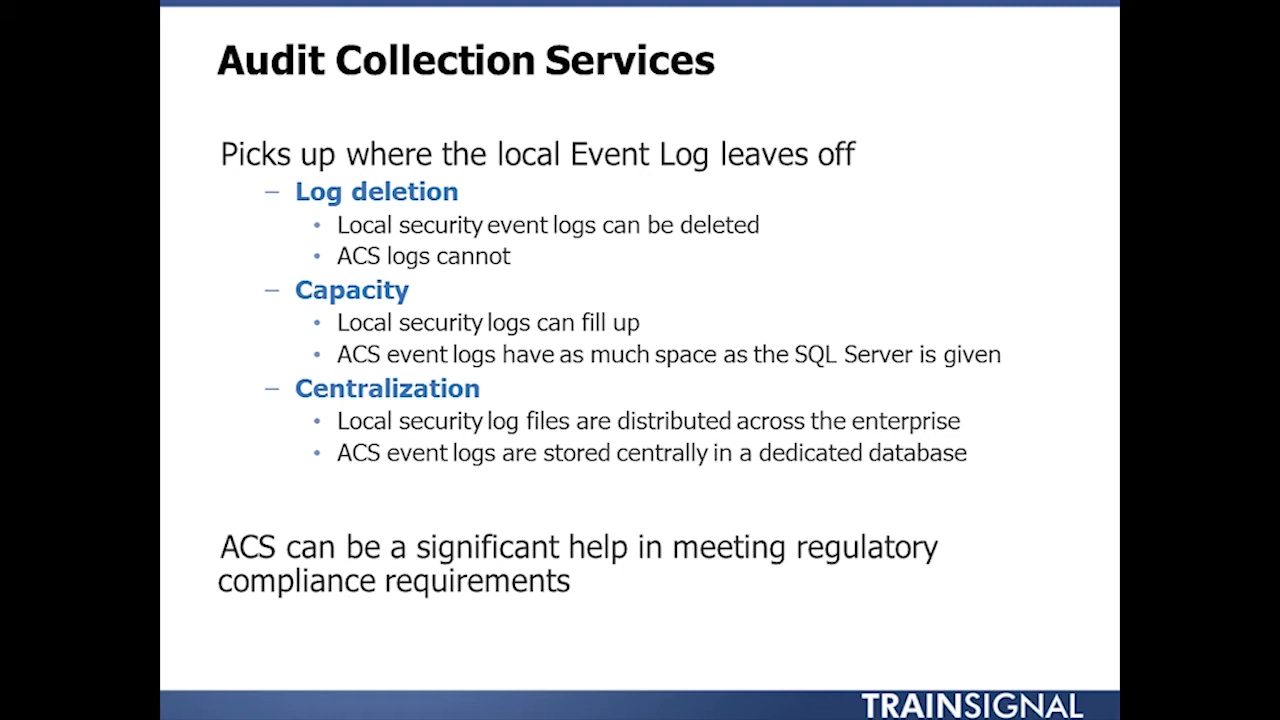 Audit Collection Services
Picks up where the local Event Log leaves off
– Log deletion
• Local security event logs can be deleted
• ACS logs cannot
– Capacity
• Local security logs can fill up
• ACS event logs have as much space as the SQL Server is given
– Centralization
• Local security log files are distributed across the enterprise
• ACS event logs are stored centrally in a dedicated database
ACS can be a significant help in meeting regulatory
compliance requirements
TRAINSIGNAL